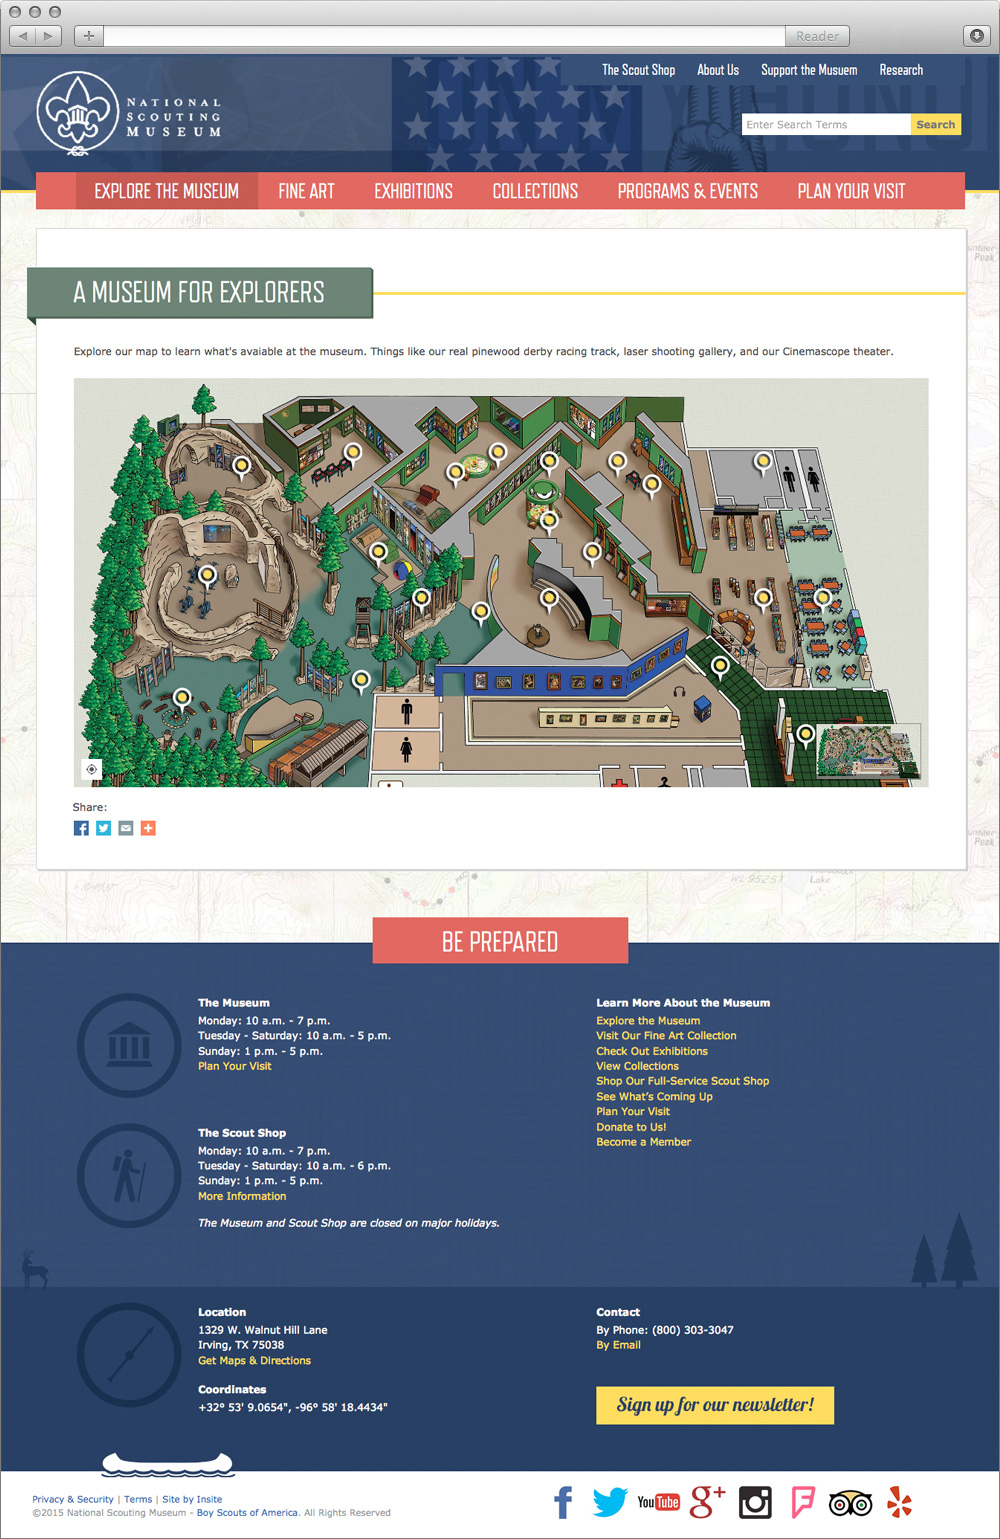 Reader
The Scout Shop
About Us
Support the Musuem
Research
NATIONAL
SCOUTING
MUSEUM
Enter Search Terms
Search
EXPLORE THE MUSEUM
FINE ART
EXHIBITIONS
COLLECTIONS
PROGRAMS & EVENTS
PLAN YOUR VISIT
A MUSEUM FOR EXPLORERS
Explore our map to learn what's avaiable at the museum. Things like our real pinewood derby racing track, laser shooting gallery, and our Cinemascope theater.
Share:
Lake
BE PREPARED
The Museum
Monday: 10 a.m. - 7 p.m.
Tuesday - Saturday: 10 a.m. - 5 p.m.
Sunday: 1 p.m. - 5 p.m.
Plan Your Visit
The Scout Shop
Monday: 10 a.m. - 7 p.m.
Tuesday - Saturday: 10 a.m. - 6 p.m.
Sunday: 1 p.m. - 5 p.m.
More Information
The Museum and Scout Shop are closed on major holidays.
Learn More About the Museum
Explore the Museum
Visit Our Fine Art Collection
Check Out Exhibitions
View Collections
Shop Our Full-Service Scout Shop
See What's Coming Up
Plan Your Visit
Donate to Us!
Become a Member
Location
1329 W. Walnut Hill Lane
Irving, TX 75038
Get Maps & Directions
Coordinates
+32° 53' 9.0654", -96° 58' 18.4434"
Contact
By Phone: (800) 303-3047
By Email
Sign up for our newsletter!
Privacy & Security | Terms | Site by Insite
©2015 National Scouting Museum - Boy Scouts of America. All Rights Reserved
YouTube